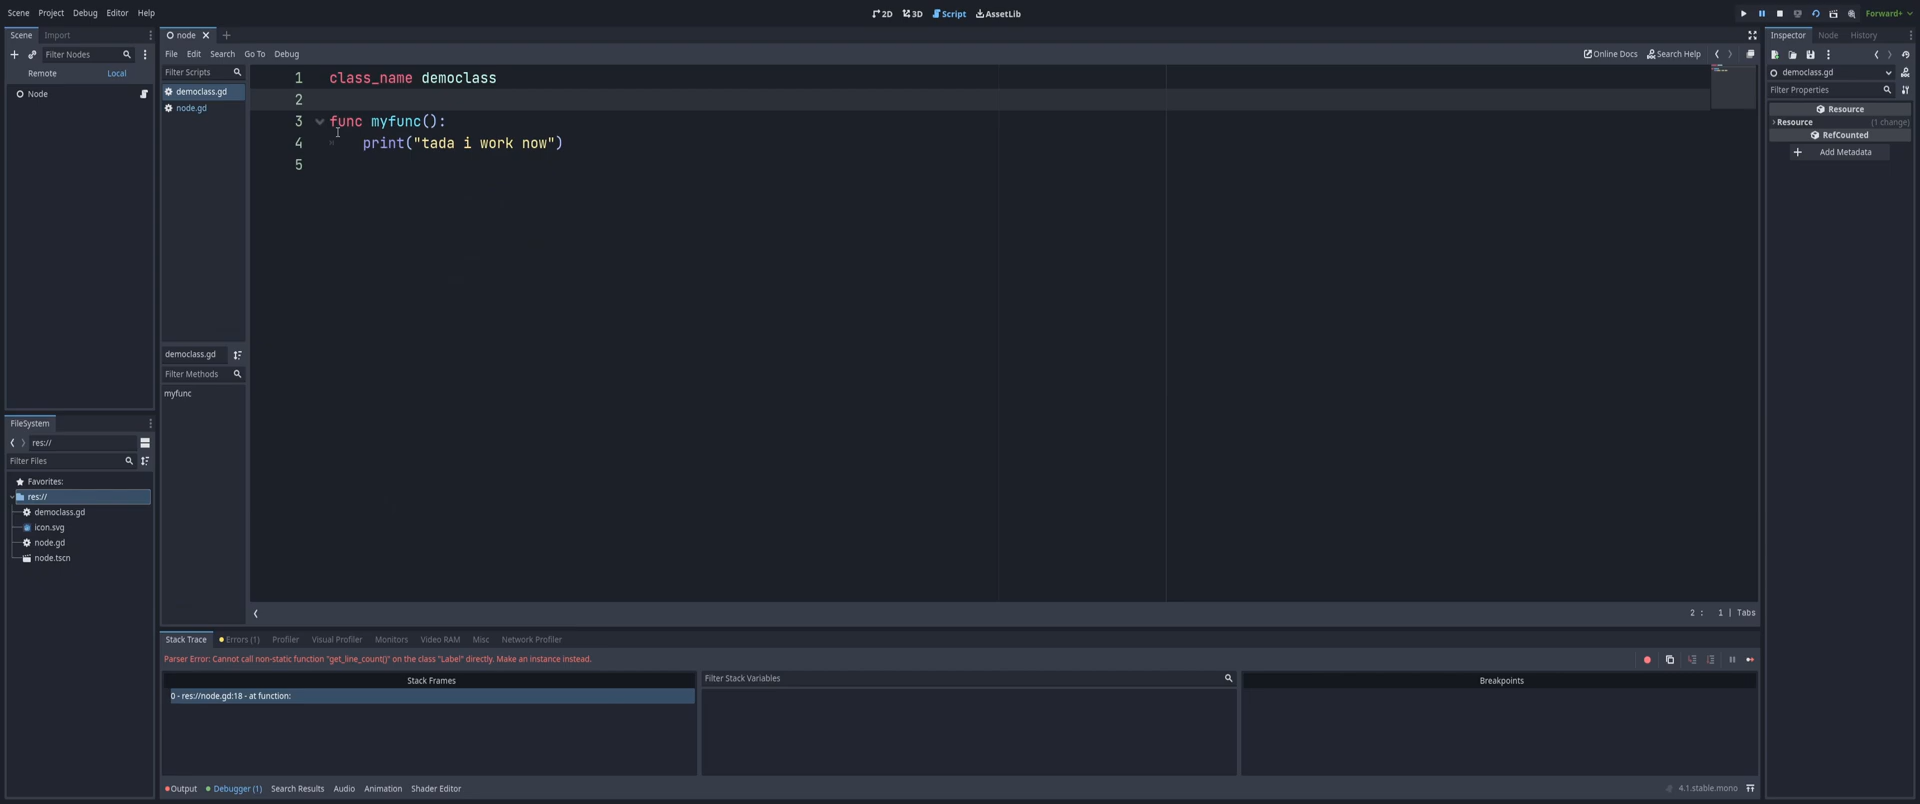 Scene Project Debug Editor Help
2D 3D Script AssetLib
Forward+
Scene Import
Filter Nodes
Remote Local
Node
node
File Edit Search Go To Debug
Online Docs Search Help
Filter Scripts
democlass.gd
node.gd
democlass.gd
Filter Methods
myfunc
1 class_name democlass
2
3 func myfunc():
4 print("tada i work now")
5
2 : 1 | Tabs
Inspector Node History
democlass.gd
Filter Properties
Resource
Resource (1 change)
RefCounted
Add Metadata
FileSystem
res://
Filter Files
Favorites:
res://
democlass.gd
icon.svg
node.gd
node.tscn
Stack Trace Errors (1) Profiler Visual Profiler Monitors Video RAM Misc Network Profiler
Parser Error: Cannot call non-static function "get_line_count()" on the class "Label" directly. Make an instance instead.
Stack Frames
0 - res://node.gd:18 - at function:
Filter Stack Variables
Breakpoints
Output Debugger (1) Search Results Audio Animation Shader Editor
4.1.stable.mono